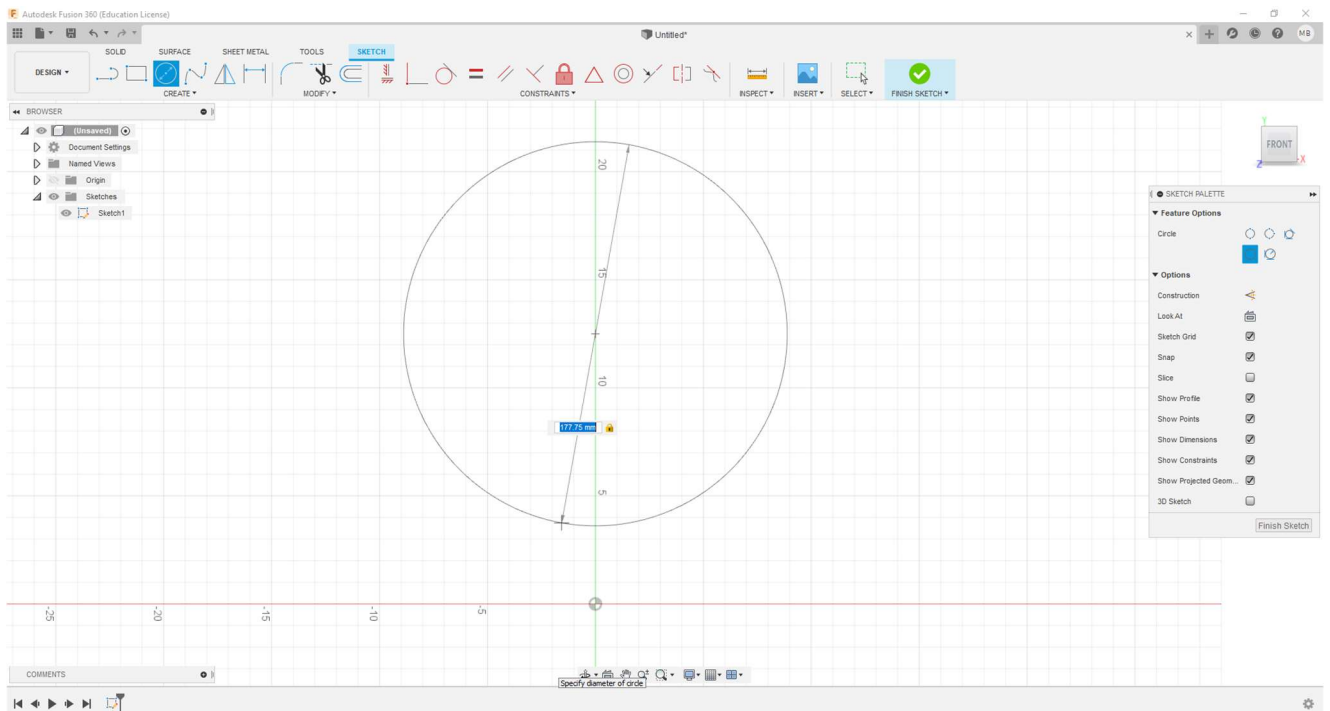 F Autodesk Fusion 360 (Education License)
Untitled*
MB
SOLID SURFACE SHEET METAL TOOLS SKETCH
DESIGN
CREATE MODIFY CONSTRAINTS INSPECT INSERT SELECT FINISH SKETCH
BROWSER
(Unsaved)
Document Settings
Named Views
Origin
Sketches
Sketch1
20
15
10
5
177.75 mm
-25 -20 -15 -10 -5
Y
FRONT
X
Z
SKETCH PALETTE
Feature Options
Circle
Options
Construction
Look At
Sketch Grid
Snap
Slice
Show Profile
Show Points
Show Dimensions
Show Constraints
Show Projected Geom...
3D Sketch
Finish Sketch
COMMENTS
Specify diameter of circle